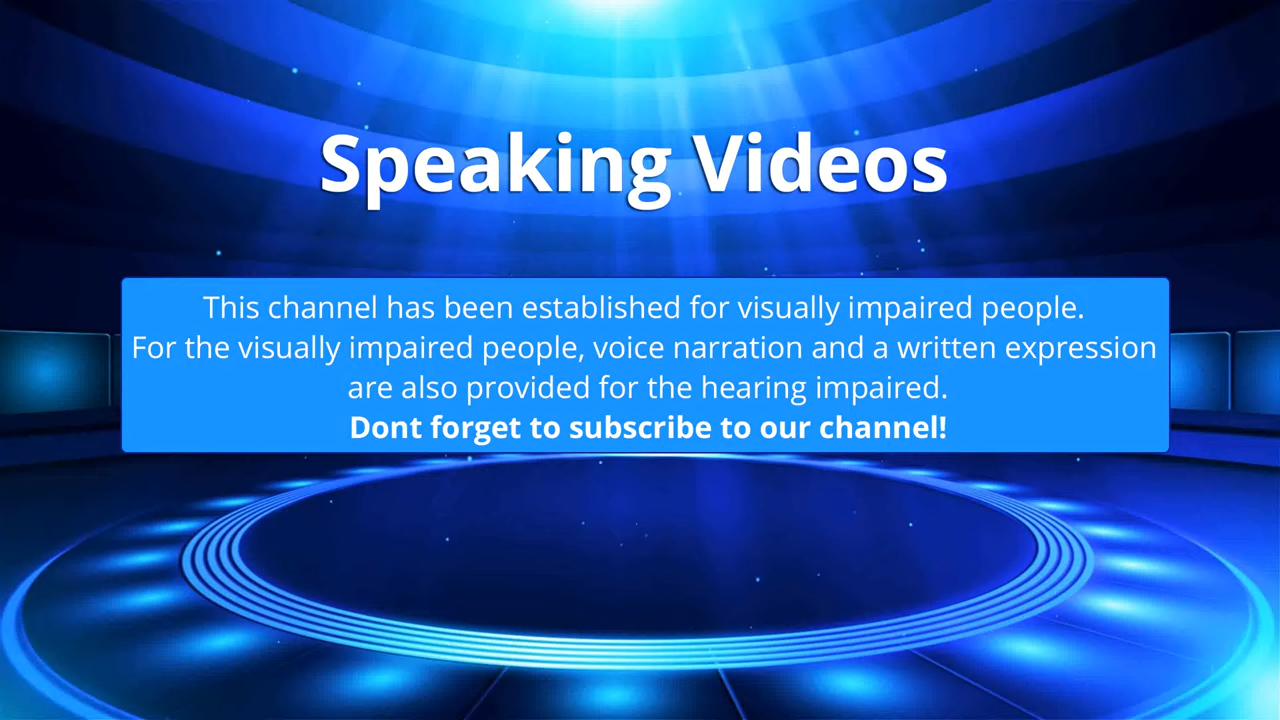 Speaking Videos
This channel has been established for visually impaired people.
For the visually impaired people, voice narration and a written expression
are also provided for the hearing impaired.
Dont forget to subscribe to our channel!